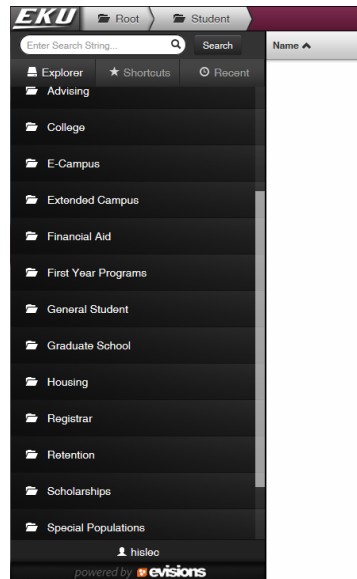 EKU Root Student
Enter Search String... Search Name
Explorer Shortcuts Recent
Advising
College
E-Campus
Extended Campus
Financial Aid
First Year Programs
General Student
Graduate School
Housing
Registrar
Retention
Scholarships
Special Populations
hisleo
powered by evisions